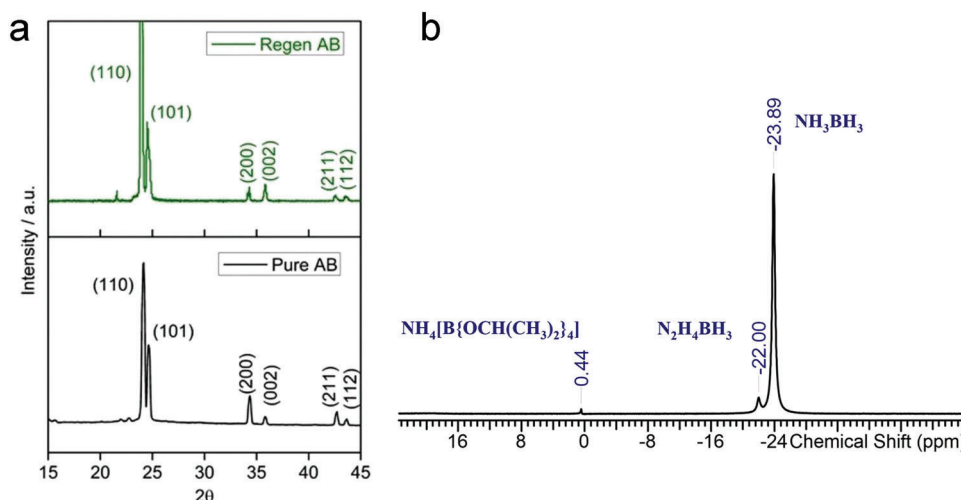 a
Regen AB
(110)
(101)
(200)
(002)
(211)
(112)
Intensity / a.u.
Pure AB
(110)
(101)
(200)
(002)
(211)
(112)
15 20 25 30 35 40 45
2θ
b
-23.89
NH₃BH₃
NH₄[B{OCH(CH₃)₂}₄]
0.44
N₂H₄BH₃
-22.00
16 8 0 -8 -16 -24 Chemical Shift (ppm)